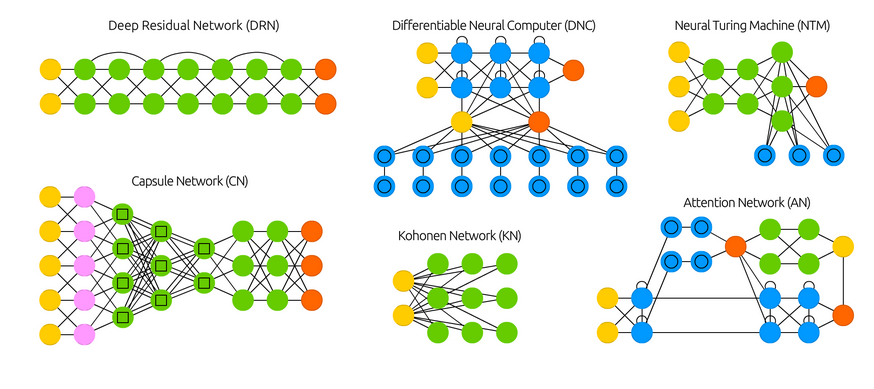 Deep Residual Network (DRN)
Differentiable Neural Computer (DNC)
Neural Turing Machine (NTM)
Capsule Network (CN)
Attention Network (AN)
Kohonen Network (KN)